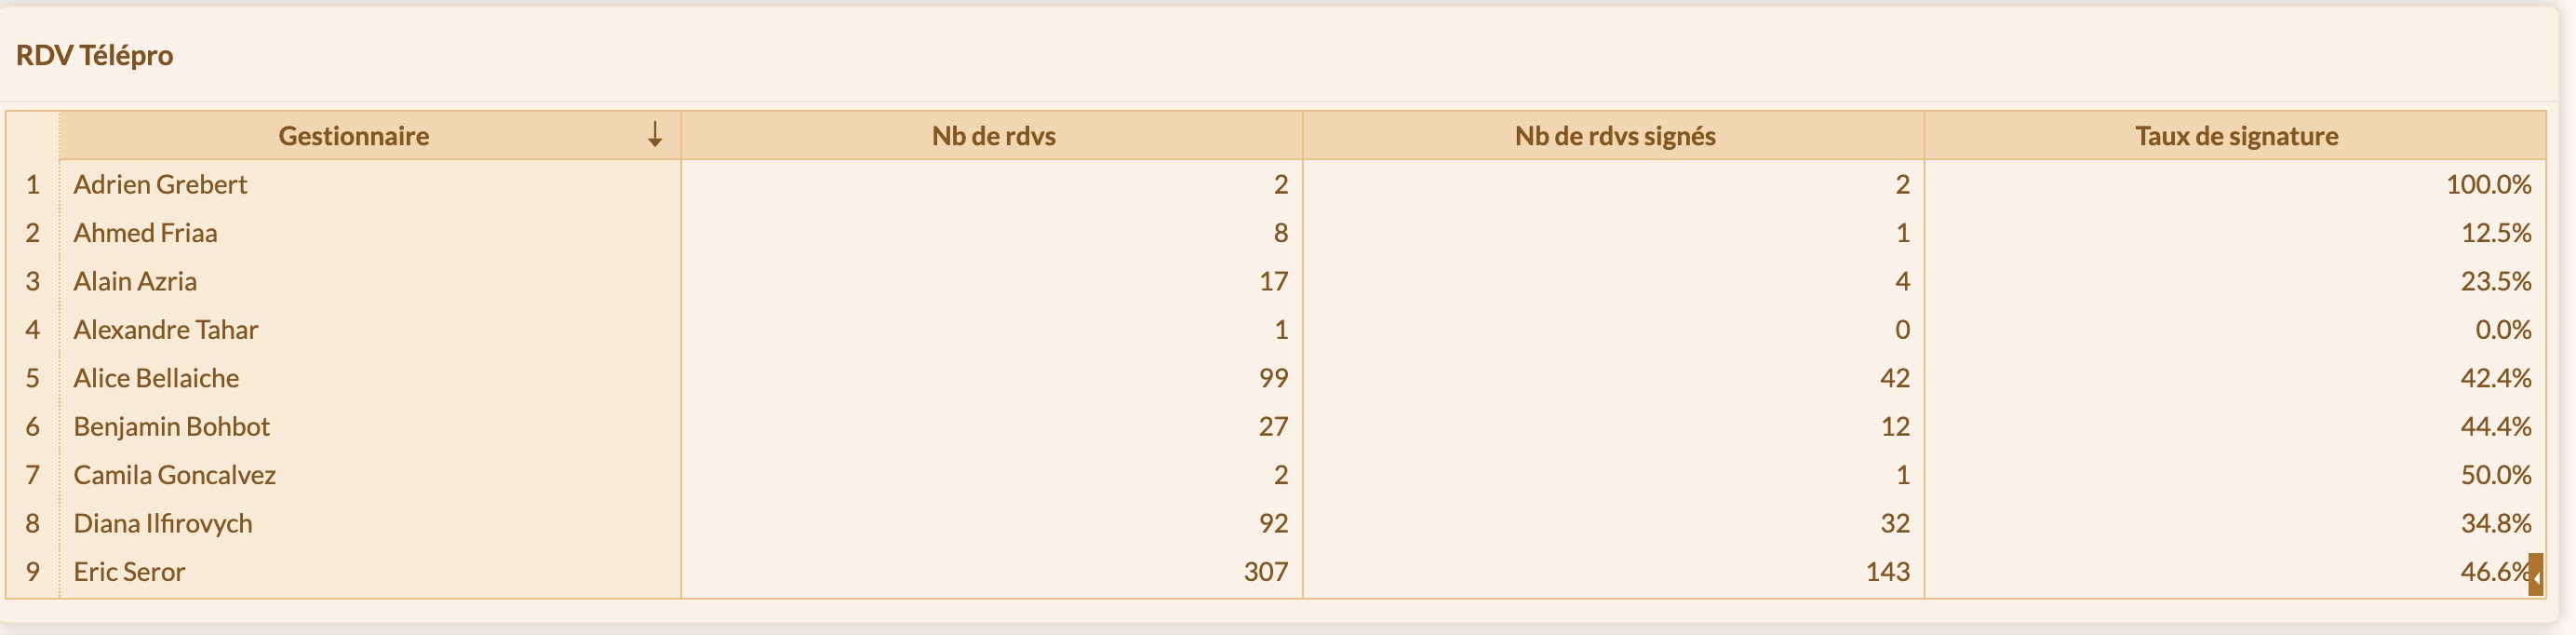 RDV Télépro
Gestionnaire ↓ Nb de rdvs Nb de rdvs signés Taux de signature
1 Adrien Grebert 2 2 100.0%
2 Ahmed Friaa 8 1 12.5%
3 Alain Azria 17 4 23.5%
4 Alexandre Tahar 1 0 0.0%
5 Alice Bellaiche 99 42 42.4%
6 Benjamin Bohbot 27 12 44.4%
7 Camila Goncalvez 2 1 50.0%
8 Diana Ilfirovych 92 32 34.8%
9 Eric Seror 307 143 46.6%